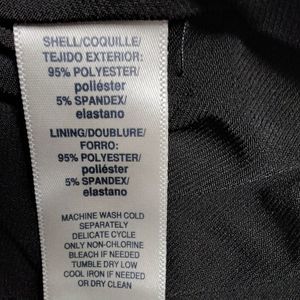 SHELL/COQUILLE/
TEJIDO EXTERIOR:
95% POLYESTER/
poliéster
5% SPANDEX/
elastano
LINING/DOUBLURE/
FORRO:
95% POLYESTER/
poliéster
5% SPANDEX/
elastano
MACHINE WASH COLD
SEPARATELY
DELICATE CYCLE
ONLY NON-CHLORINE
BLEACH IF NEEDED
TUMBLE DRY LOW
COOL IRON IF NEEDED
OR DRY CLEAN